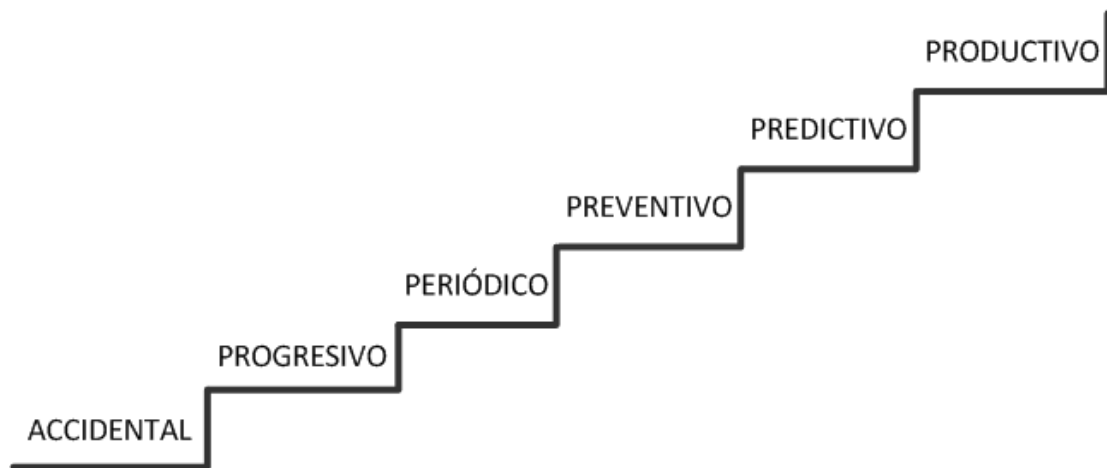 PRODUCTIVO
PREDICTIVO
PREVENTIVO
PERIÓDICO
PROGRESIVO
ACCIDENTAL